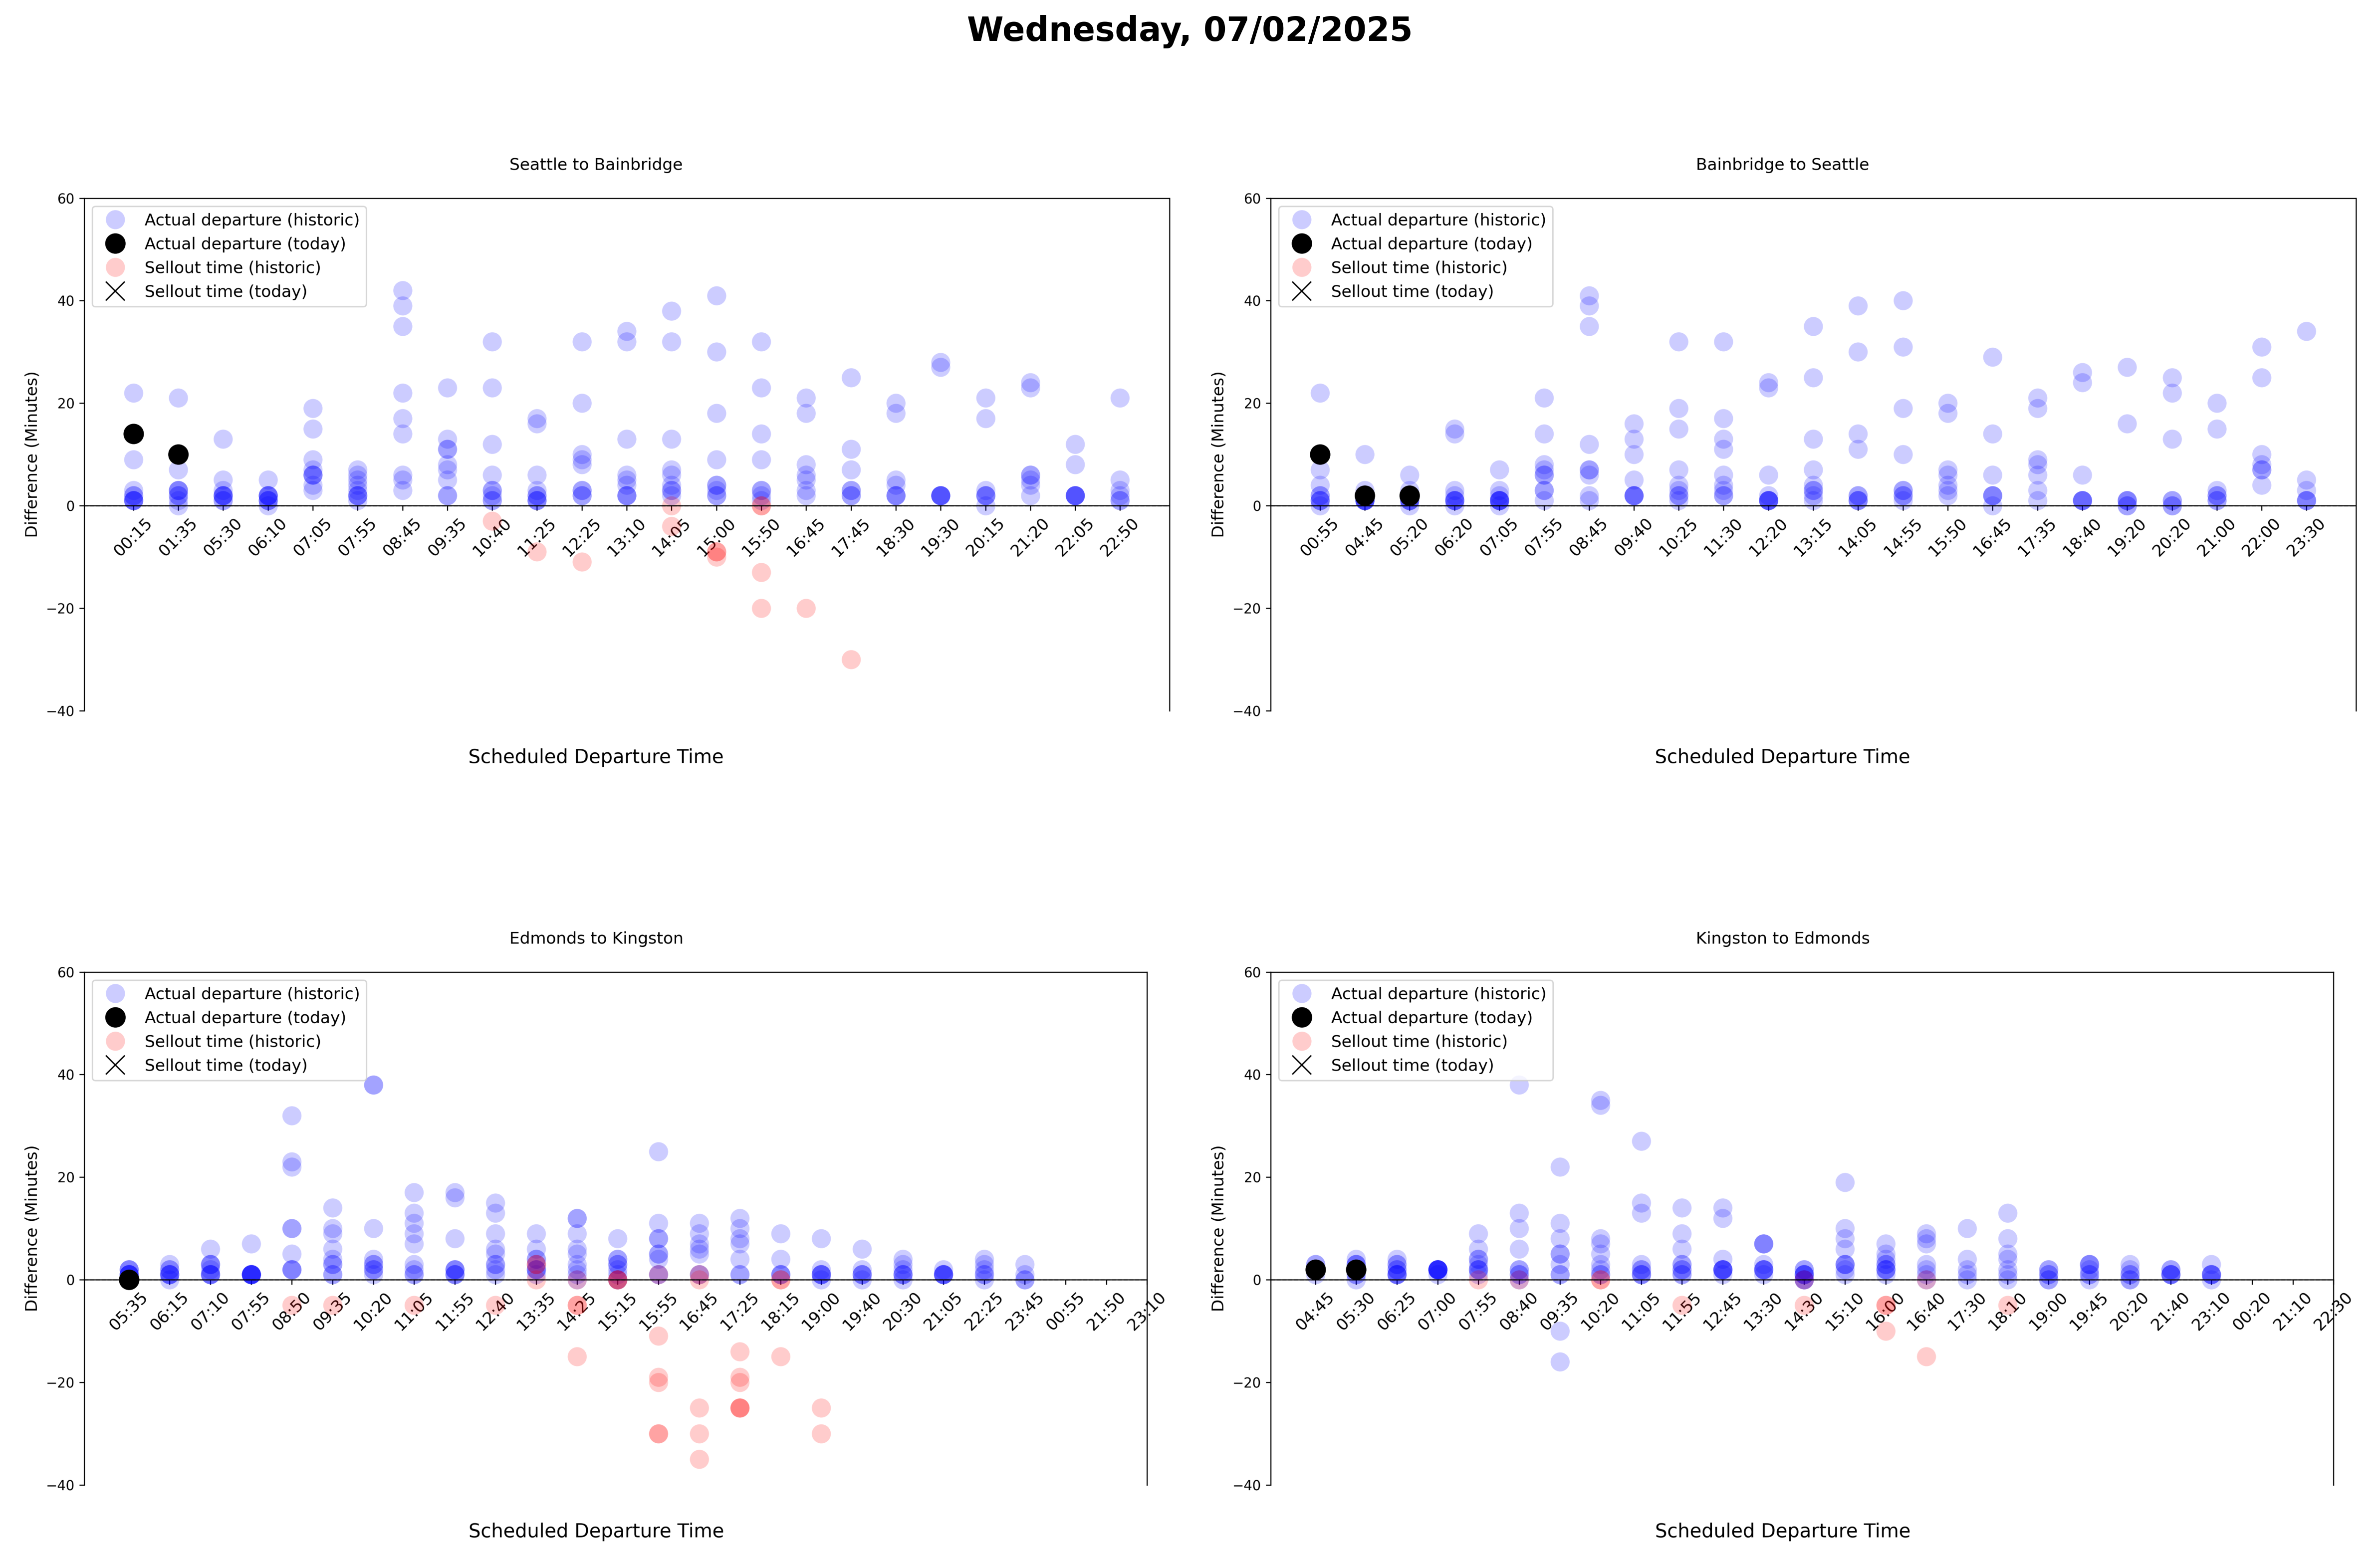 Wednesday, 07/02/2025
Seattle to Bainbridge
60
40
20
0
−20
−40
Difference (Minutes)
Actual departure (historic)
Actual departure (today)
Sellout time (historic)
Sellout time (today)
00:15 01:35 05:30 06:10 07:05 07:55 08:45 09:35 10:40 11:25 12:25 13:10 14:05 15:00 15:50 16:45 17:45 18:30 19:30 20:15 21:20 22:05 22:50
Scheduled Departure Time
Bainbridge to Seattle
60
40
20
0
−20
−40
Difference (Minutes)
Actual departure (historic)
Actual departure (today)
Sellout time (historic)
Sellout time (today)
00:55 04:45 05:20 06:20 07:05 07:55 08:45 09:40 10:25 11:30 12:20 13:15 14:05 14:55 15:50 16:45 17:35 18:40 19:20 20:20 21:00 22:00 23:30
Scheduled Departure Time
Edmonds to Kingston
60
40
20
0
−20
−40
Difference (Minutes)
Actual departure (historic)
Actual departure (today)
Sellout time (historic)
Sellout time (today)
05:35 06:15 07:10 07:55 08:50 09:35 10:20 11:05 11:55 12:40 13:35 14:25 15:15 15:55 16:45 17:25 18:15 19:00 19:40 20:30 21:05 22:25 23:45 00:55 21:50 23:10
Scheduled Departure Time
Kingston to Edmonds
60
40
20
0
−20
−40
Difference (Minutes)
Actual departure (historic)
Actual departure (today)
Sellout time (historic)
Sellout time (today)
04:45 05:30 06:25 07:00 07:55 08:40 09:35 10:20 11:05 11:55 12:45 13:30 14:30 15:10 16:00 16:40 17:30 18:10 19:00 19:45 20:20 21:40 23:10 00:20 21:10 22:30
Scheduled Departure Time